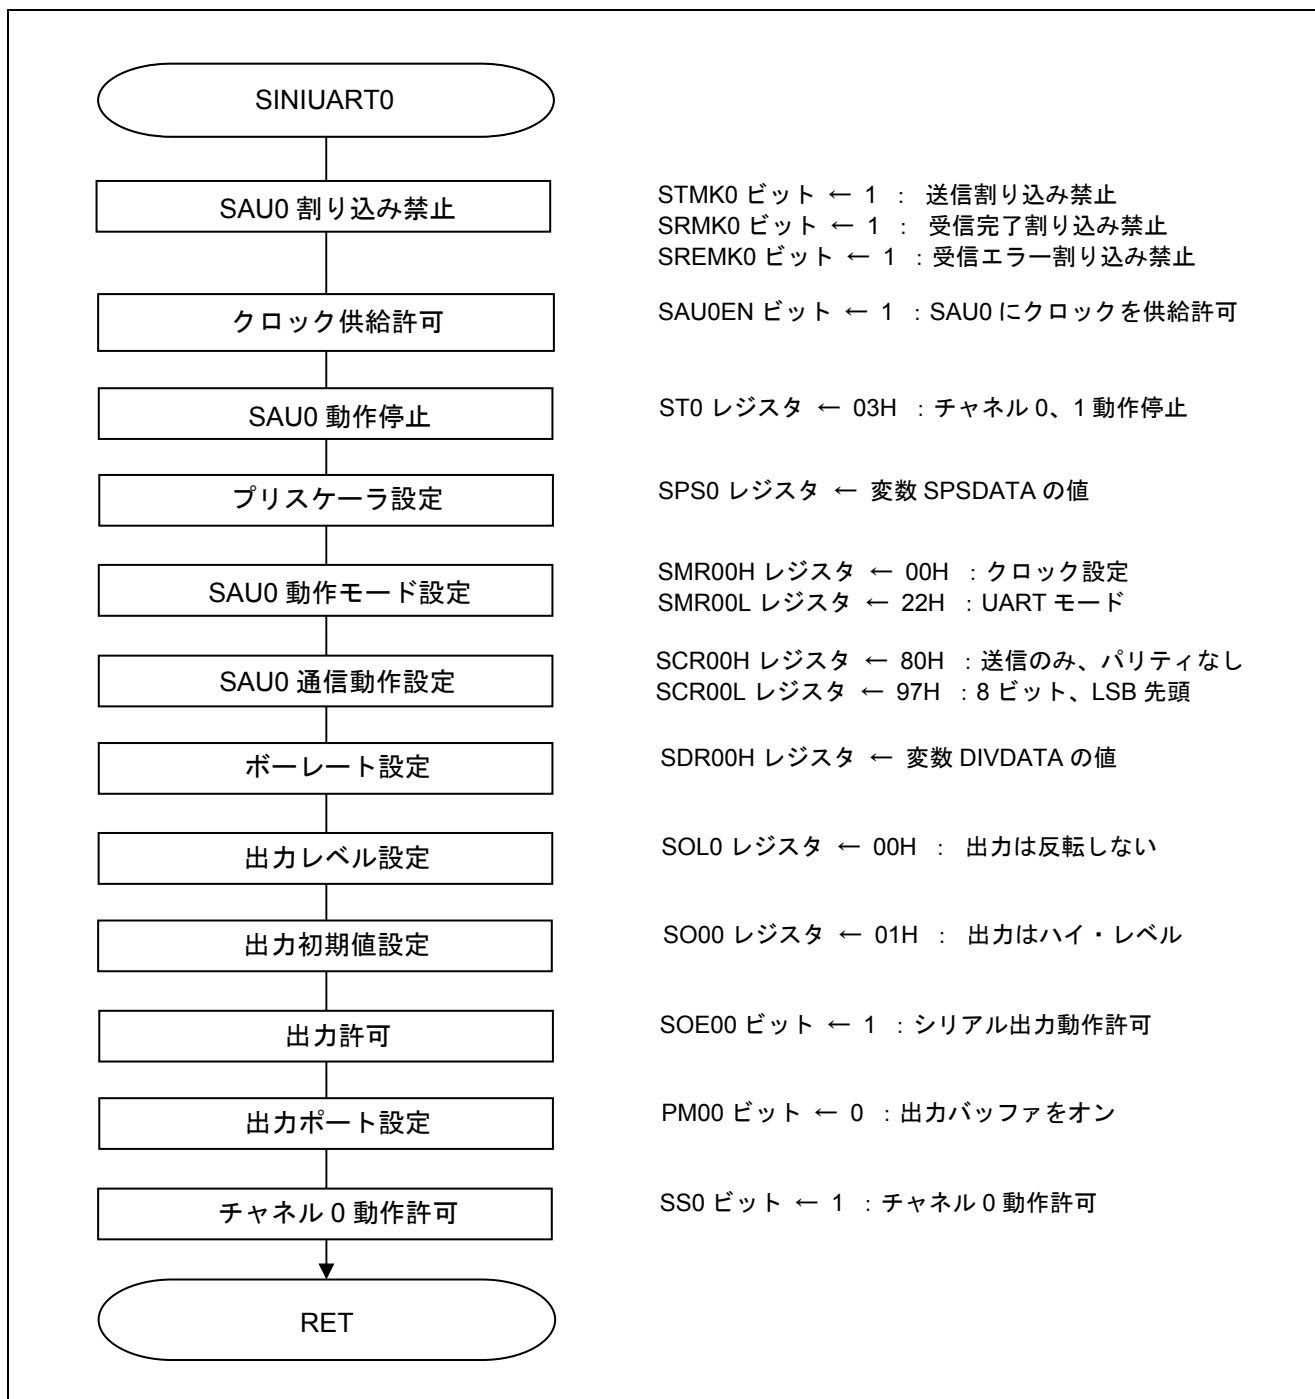 SINIUART0
SAU0 割り込み禁止
STMK0 ビット ← 1 : 送信割り込み禁止
SRMK0 ビット ← 1 : 受信完了割り込み禁止
SREMK0 ビット ← 1 : 受信エラー割り込み禁止
クロック供給許可
SAU0EN ビット ← 1 : SAU0 にクロックを供給許可
SAU0 動作停止
ST0 レジスタ ← 03H : チャネル 0、1 動作停止
プリスケーラ設定
SPS0 レジスタ ← 変数 SPSDATA の値
SAU0 動作モード設定
SMR00H レジスタ ← 00H : クロック設定
SMR00L レジスタ ← 22H : UART モード
SAU0 通信動作設定
SCR00H レジスタ ← 80H : 送信のみ、パリティなし
SCR00L レジスタ ← 97H : 8 ビット、LSB 先頭
ボーレート設定
SDR00H レジスタ ← 変数 DIVDATA の値
出力レベル設定
SOL0 レジスタ ← 00H : 出力は反転しない
出力初期値設定
SO00 レジスタ ← 01H : 出力はハイ・レベル
出力許可
SOE00 ビット ← 1 : シリアル出力動作許可
出力ポート設定
PM00 ビット ← 0 : 出力バッファをオン
チャネル 0 動作許可
SS0 ビット ← 1 : チャネル 0 動作許可
RET